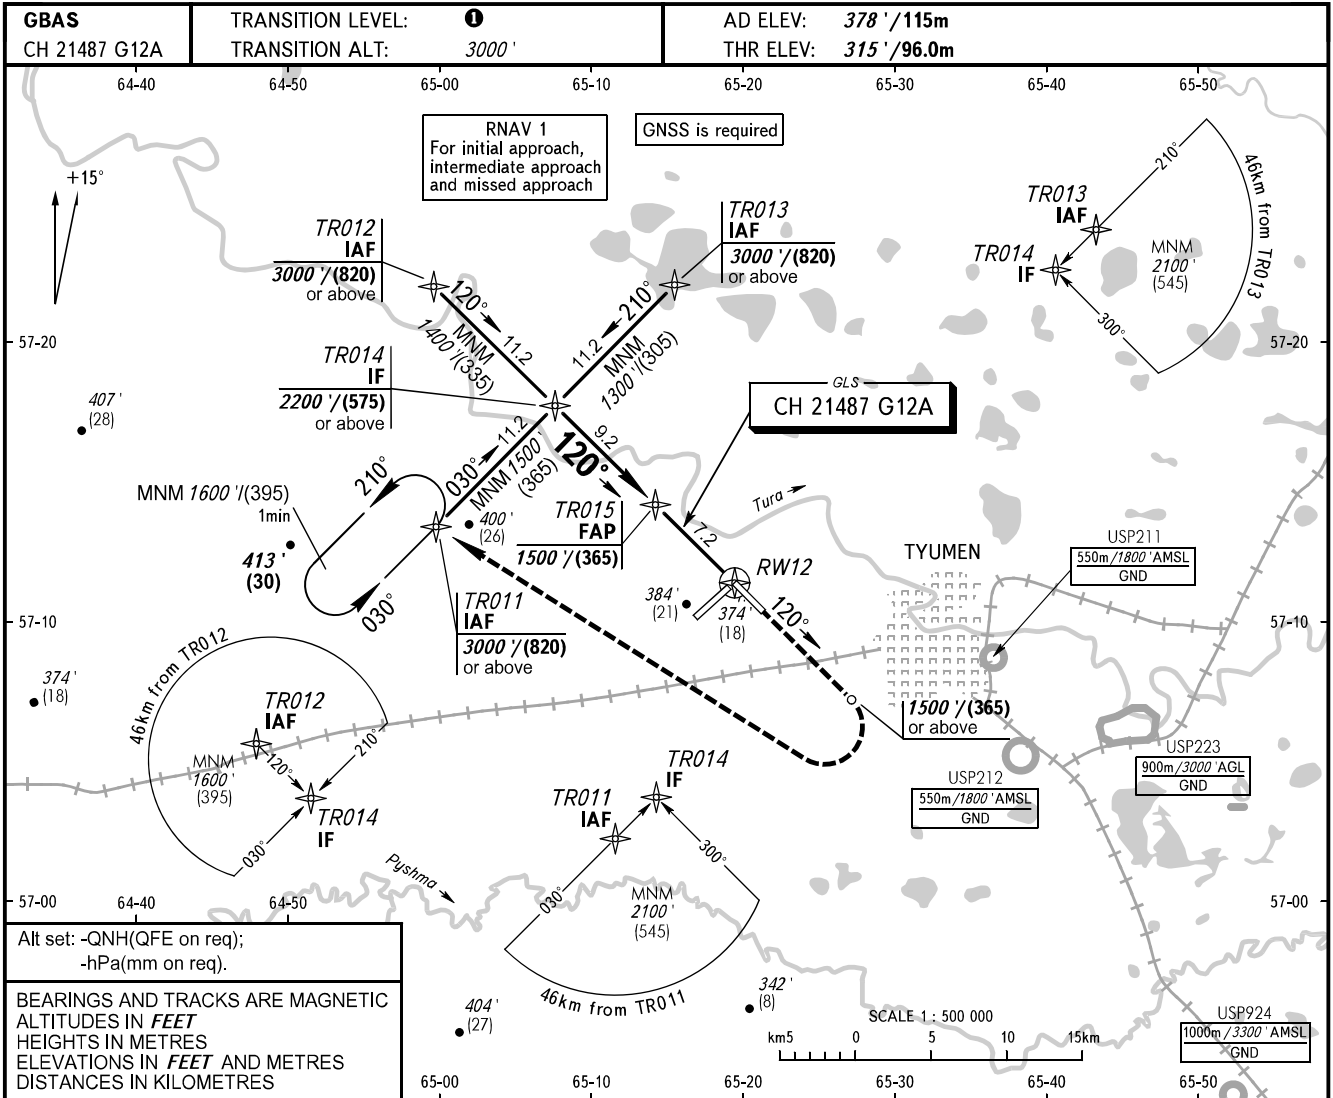 GBAS
CH 21487 G12A
TRANSITION LEVEL: 1
TRANSITION ALT: 3000 '
AD ELEV: 378 '/115m
THR ELEV: 315 '/96.0m
64-40 64-50 65-00 65-10 65-20 65-30 65-40 65-50
+15°
RNAV 1
For initial approach,
intermediate approach
and missed approach
GNSS is required
TR012
IAF
3000 '/(820)
or above
TR013
IAF
3000 '/(820)
or above
TR013
IAF
TR014
IF
210°
300°
MNM
2100 '
(545)
46km from TR013
120°
11.2
MNM
1400 '/(335)
210°
11.2
MNM
1300 '/(305)
57-20
57-20
TR014
IF
2200 '/(575)
or above
407 '
(28)
GLS
CH 21487 G12A
9.2
120°
030°
11.2
MNM 1500 '
(365)
210°
MNM 1600 '/(395)
1min
413 '
(30)
030°
400 '
(26)
TR015
FAP
1500 '/(365)
7.2
Tura
RW12
TYUMEN
USP211
550m/1800 'AMSL
GND
384 '
(21)
374 '
(18)
120°
TR011
IAF
3000 '/(820)
or above
57-10
57-10
374 '
(18)
46km from TR012
TR012
IAF
210°
120°
MNM
1600 '
(395)
TR014
IF
030°
1500 '/(365)
or above
USP223
900m/3000 'AGL
GND
USP212
550m/1800 'AMSL
GND
TR014
IF
TR011
IAF
030°
300°
MNM
2100 '
(545)
46km from TR011
Pyshma
57-00 64-40 64-50
57-00
Alt set: -QNH(QFE on req);
-hPa(mm on req).
BEARINGS AND TRACKS ARE MAGNETIC
ALTITUDES IN FEET
HEIGHTS IN METRES
ELEVATIONS IN FEET AND METRES
DISTANCES IN KILOMETRES
404 '
(27)
342 '
(8)
SCALE 1 : 500 000
km5 0 5 10 15km
USP924
1000m/3300 'AMSL
GND
65-00 65-10 65-20 65-30 65-40 65-50